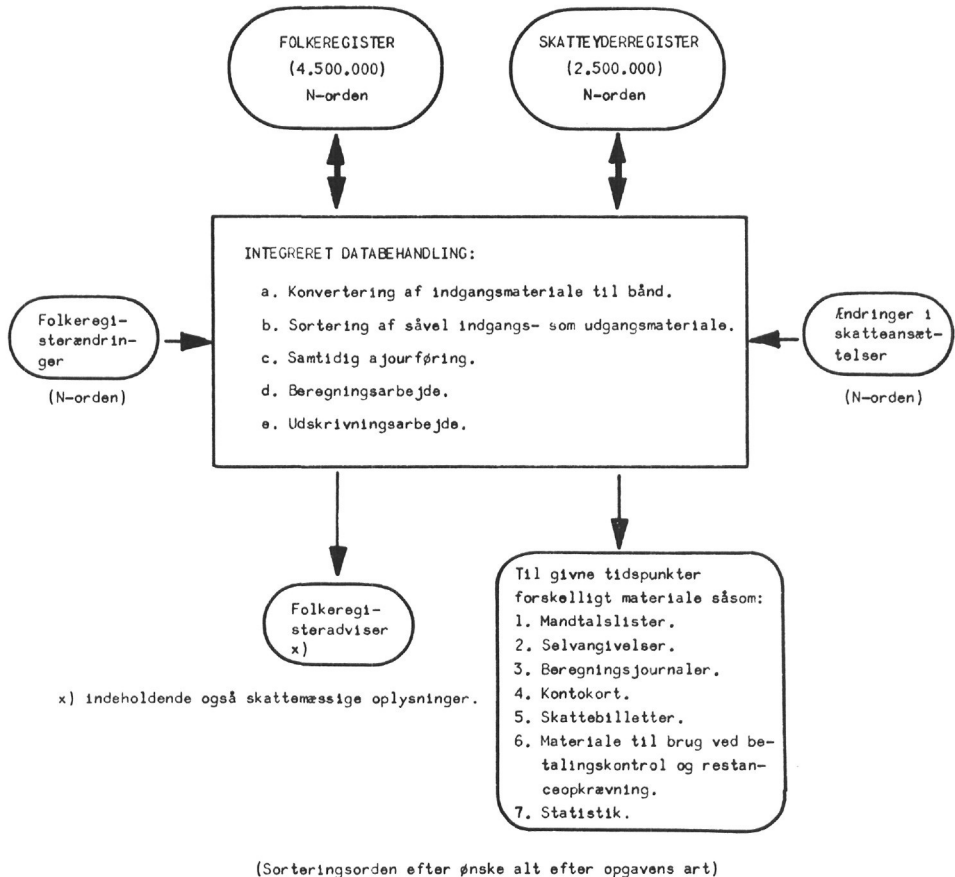 FOLKEREGISTER
(4.500.000)
N-orden
SKATTEYDERREGISTER
(2.500.000)
N-orden
INTEGRERET DATABEHANDLING:
a. Konvertering af indgangsmateriale til bånd.
b. Sortering af såvel indgangs- som udgangsmateriale.
c. Samtidig ajourføring.
d. Beregningsarbejde.
e. Udskrivningsarbejde.
Folkeregi-
sterændrin-
ger
(N-orden)
Ændringer i
skatteansæt-
telser
(N-orden)
Folkeregi-
steradviser
x)
x) indeholdende også skattemæssige oplysninger.
Til givne tidspunkter
forskelligt materiale såsom:
1. Mandtalslister.
2. Selvangivelser.
3. Beregningsjournaler.
4. Kontokort.
5. Skattebilletter.
6. Materiale til brug ved be-
talingskontrol og restan-
ceopkrævning.
7. Statistik.
(Sorteringsorden efter ønske alt efter opgavens art)